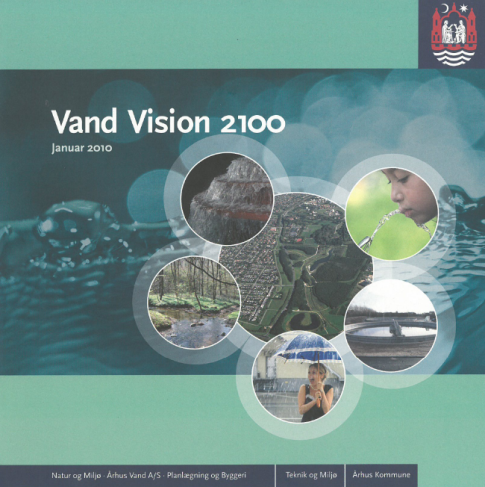 Vand Vision 2100
Januar 2010
Natur og Miljø · Århus Vand A/S · Planlægning og Byggeri
Teknik og Miljø
Århus Kommune